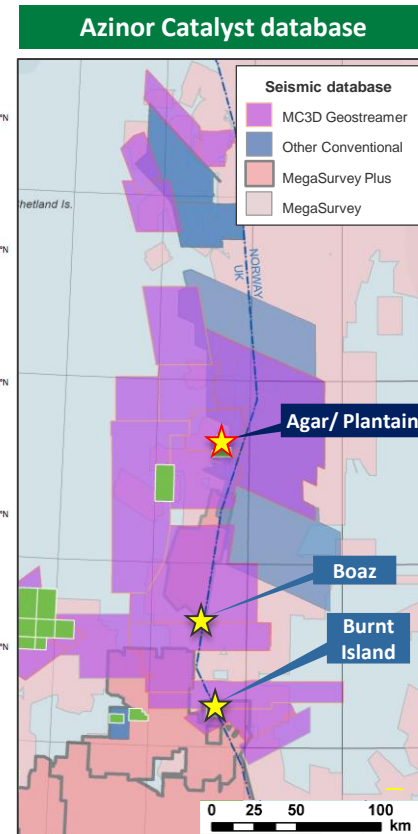 Azinor Catalyst database
Seismic database
MC3D Geostreamer
Other Conventional
MegaSurvey Plus
MegaSurvey
°N
hetland Is.
°N
NORWAY
UK
°N
Agar/ Plantain
°N
Boaz
Burnt
Island
°N
0 25 50 100
km